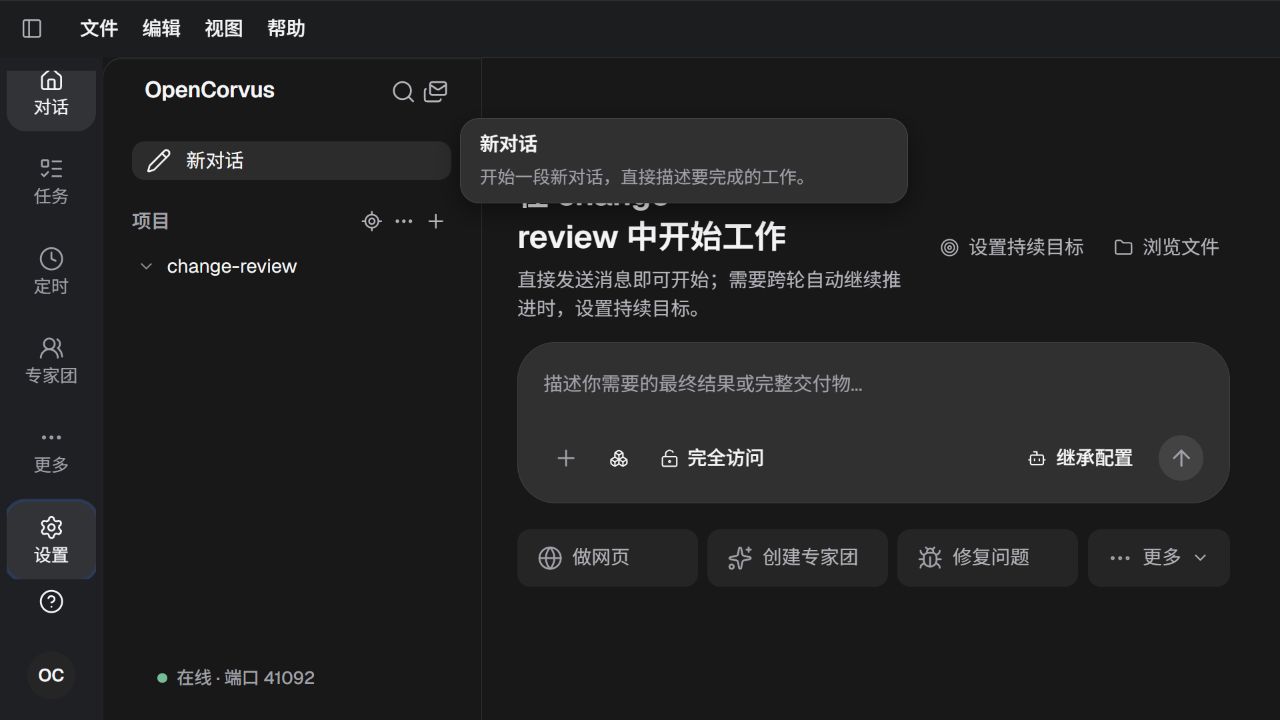 文件 编辑 视图 帮助
对话
任务
定时
专家团
更多
设置
OC
OpenCorvus
新对话
项目
change-review
在线 · 端口 41092
新对话
开始一段新对话，直接描述要完成的工作。
review 中开始工作
直接发送消息即可开始；需要跨轮自动继续推
进时，设置持续目标。
设置持续目标 浏览文件
描述你需要的最终结果或完整交付物...
完全访问 继承配置
做网页 创建专家团 修复问题 更多